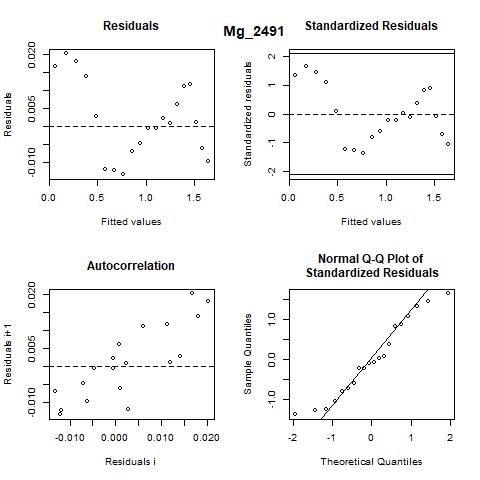 Mg_2491
Residuals
Residuals
-0.010
0.005
0.020
0.0
0.5
1.0
1.5
Fitted values
Standardized Residuals
Standardized residuals
-2
-1
0
1
2
0.0
0.5
1.0
1.5
Fitted values
Autocorrelation
Residuals i+1
-0.010
0.005
0.020
-0.010
0.000
0.010
0.020
Residuals i
Normal Q-Q Plot of
Standardized Residuals
Sample Quantiles
-1.0
0.0
1.0
-2
-1
0
1
2
Theoretical Quantiles